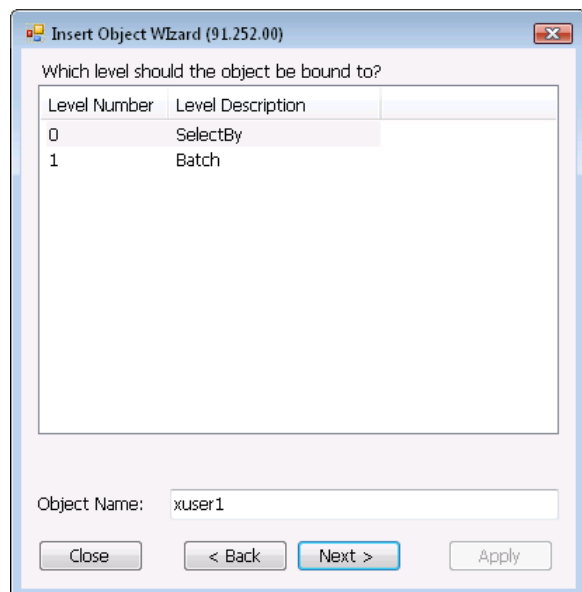 Insert Object WIzard (91.252.00)
Which level should the object be bound to?
Level Number Level Description
0 SelectBy
1 Batch
Object Name: xuser1
Close < Back Next > Apply